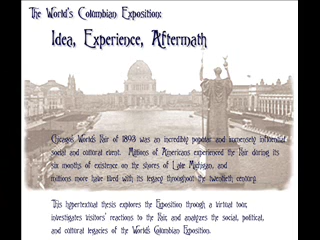 The World's Columbian Exposition:
Idea, Experience, Aftermath
Chicago's World's Fair of 1893 was an incredibly popular and immensely influential
social and cultural event. Millions of Americans experienced the Fair during its
six months of existence on the shores of Lake Michigan, and
millions more have lived with its legacy throughout the twentieth century.
This hypertextual thesis explores the Exposition through a virtual tour,
investigates visitors' reactions to the Fair, and analyzes the social, political,
and cultural legacies of the World's Columbian Exposition.